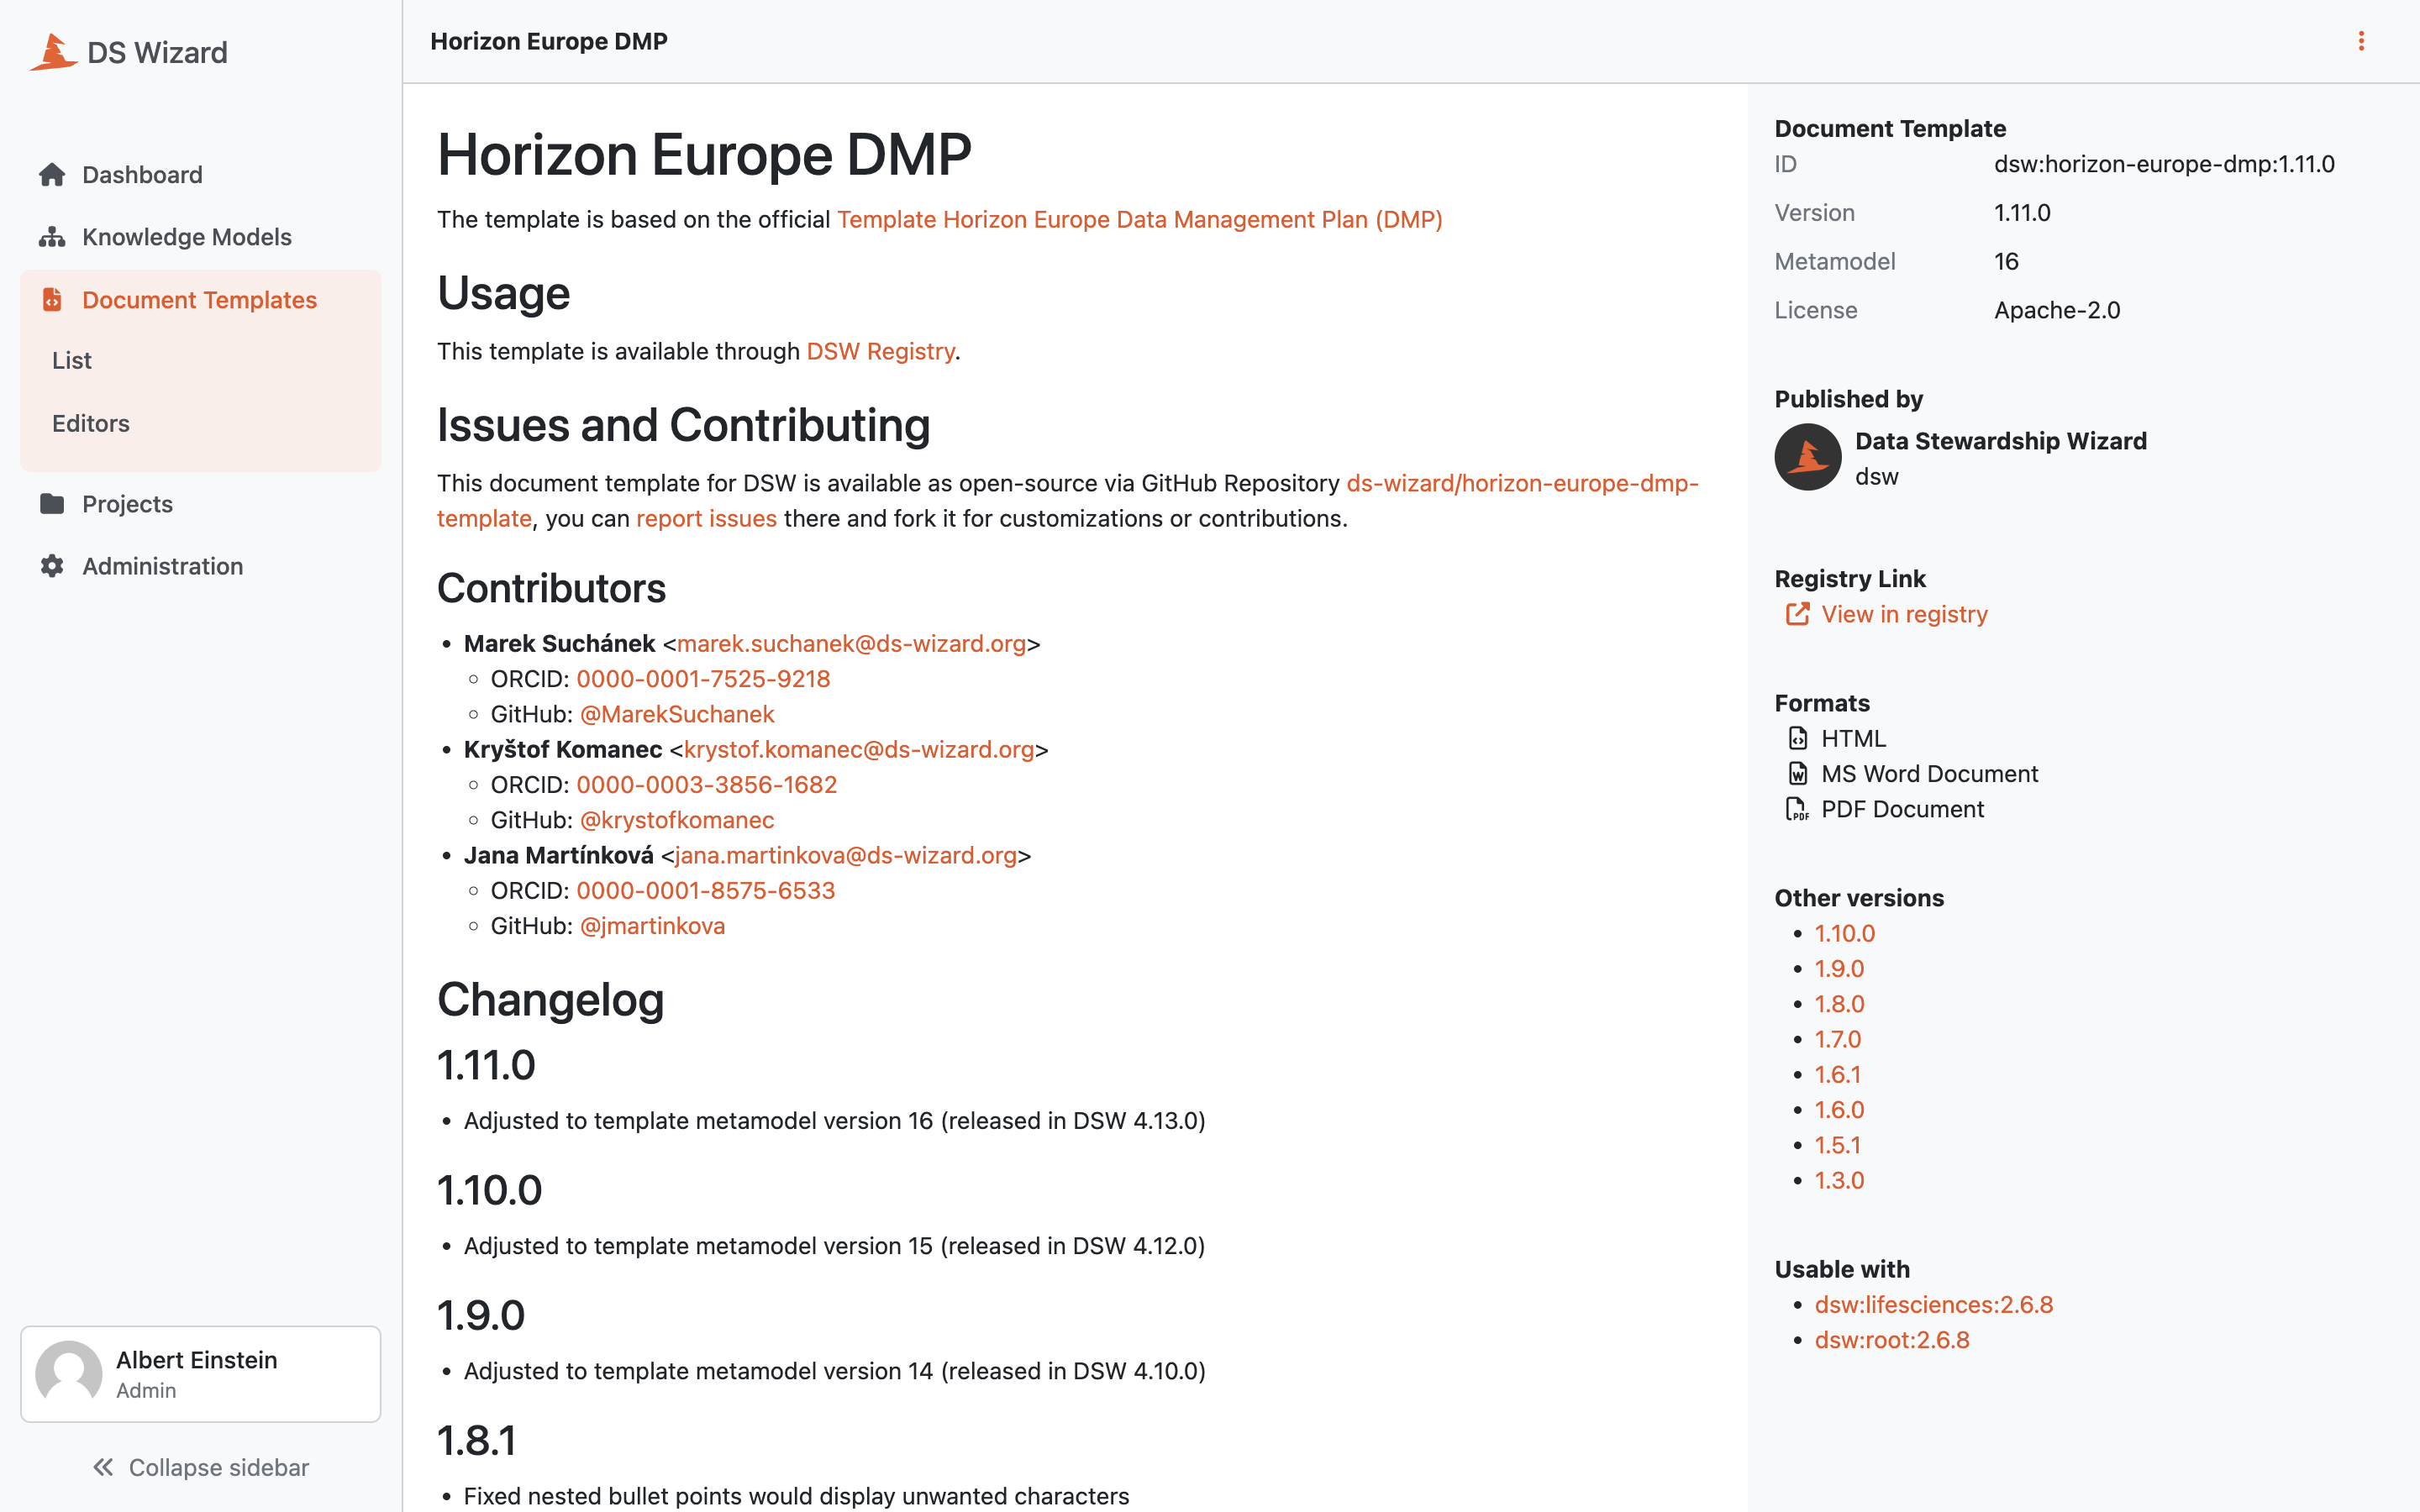 DS Wizard
Dashboard
Knowledge Models
Document Templates
List
Editors
Projects
Administration
Albert Einstein
Admin
Collapse sidebar
Horizon Europe DMP
Horizon Europe DMP
The template is based on the official Template Horizon Europe Data Management Plan (DMP)
Usage
This template is available through DSW Registry.
Issues and Contributing
This document template for DSW is available as open-source via GitHub Repository ds-wizard/horizon-europe-dmp-
template, you can report issues there and fork it for customizations or contributions.
Contributors
• Marek Suchánek <marek.suchanek@ds-wizard.org>
◦ ORCID: 0000-0001-7525-9218
◦ GitHub: @MarekSuchanek
• Kryštof Komanec <krystof.komanec@ds-wizard.org>
◦ ORCID: 0000-0003-3856-1682
◦ GitHub: @krystofkomanec
• Jana Martínková <jana.martinkova@ds-wizard.org>
◦ ORCID: 0000-0001-8575-6533
◦ GitHub: @jmartinkova
Changelog
1.11.0
• Adjusted to template metamodel version 16 (released in DSW 4.13.0)
1.10.0
• Adjusted to template metamodel version 15 (released in DSW 4.12.0)
1.9.0
• Adjusted to template metamodel version 14 (released in DSW 4.10.0)
1.8.1
• Fixed nested bullet points would display unwanted characters
Document Template
ID dsw:horizon-europe-dmp:1.11.0
Version 1.11.0
Metamodel 16
License Apache-2.0
Published by
Data Stewardship Wizard
dsw
Registry Link
View in registry
Formats
HTML
MS Word Document
PDF Document
Other versions
• 1.10.0
• 1.9.0
• 1.8.0
• 1.7.0
• 1.6.1
• 1.6.0
• 1.5.1
• 1.3.0
Usable with
• dsw:lifesciences:2.6.8
• dsw:root:2.6.8